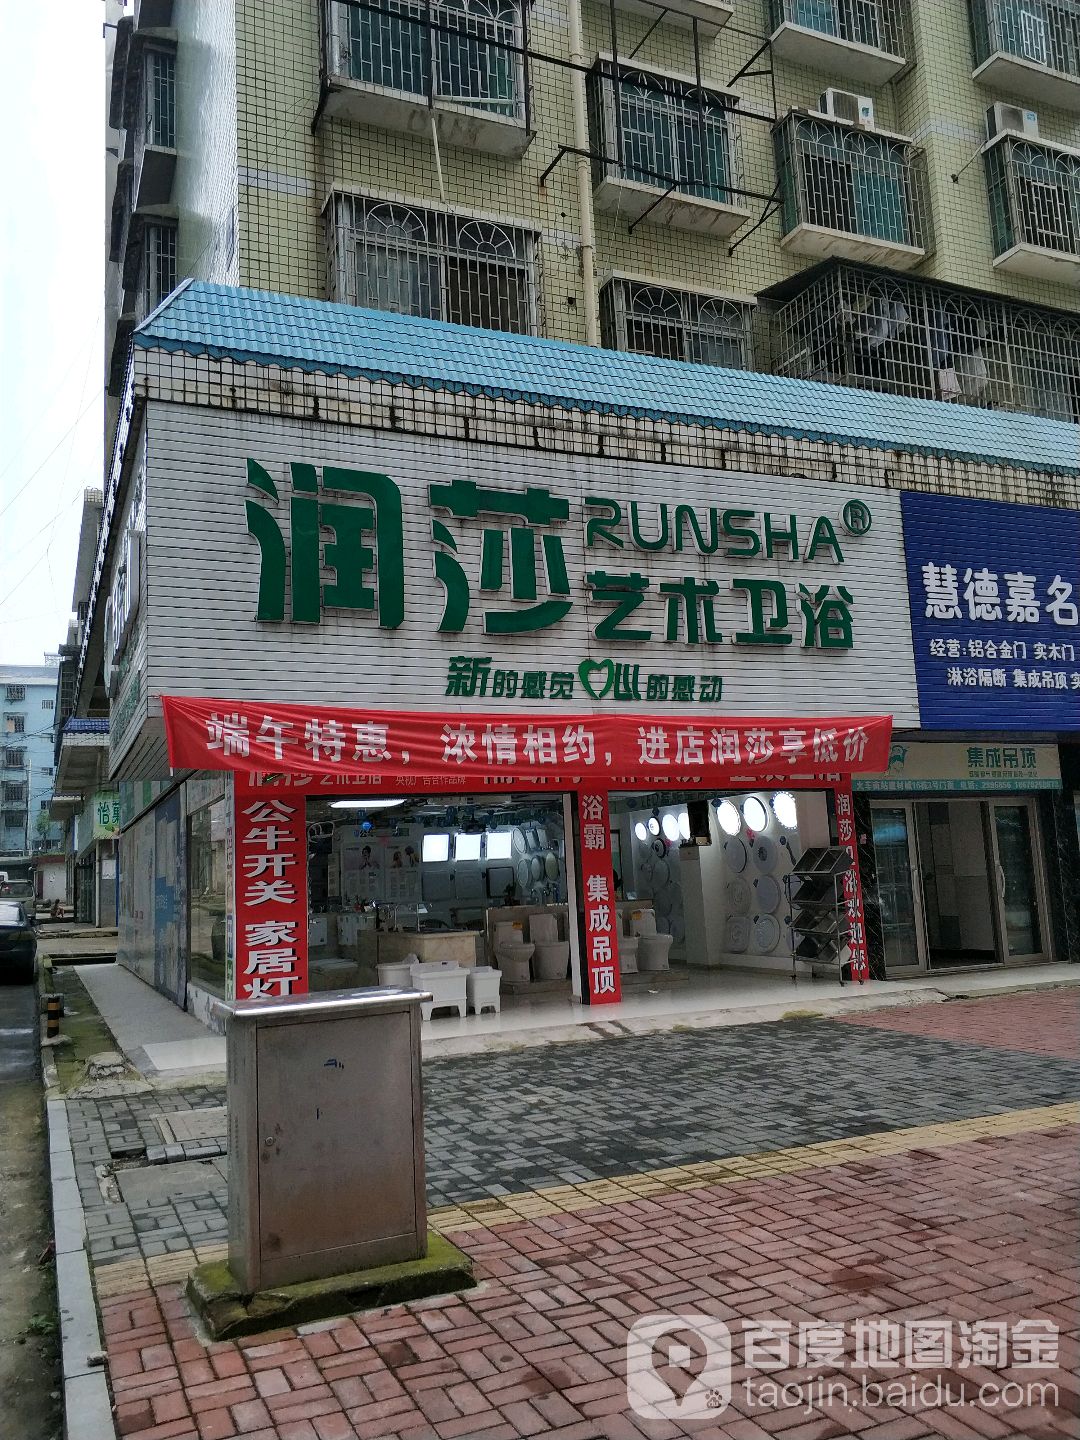 润莎 RUNSHA®
艺术卫浴
新的感觉 心的感动
慧德嘉名
经营:铝合金门 实木门
淋浴隔断 集成吊顶
端午特惠，浓情相约，进店润莎享低价
润莎艺术卫浴
集成吊顶
公牛开关 家居灯
浴霸 集成吊顶
百度地图淘金
taojin.baidu.com